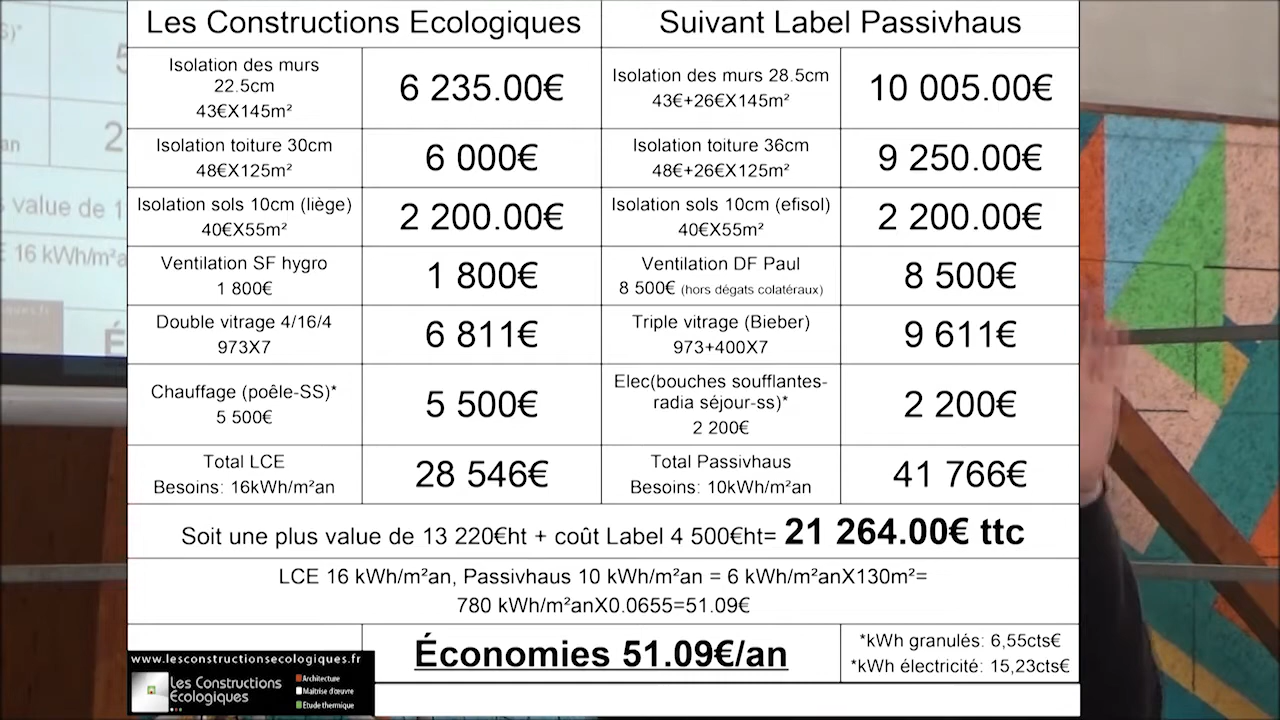 Les Constructions Ecologiques
Suivant Label Passivhaus
Isolation des murs
22.5cm
43€X145m²
6 235.00€
Isolation des murs 28.5cm
43€+26€X145m²
10 005.00€
Isolation toiture 30cm
48€X125m²
6 000€
Isolation toiture 36cm
48€+26€X125m²
9 250.00€
Isolation sols 10cm (liège)
40€X55m²
2 200.00€
Isolation sols 10cm (efisol)
40€X55m²
2 200.00€
Ventilation SF hygro
1 800€
1 800€
Ventilation DF Paul
8 500€ (hors dégats colatéraux)
8 500€
Double vitrage 4/16/4
973X7
6 811€
Triple vitrage (Bieber)
973+400X7
9 611€
Chauffage (poêle-SS)*
5 500€
5 500€
Elec(bouches soufflantes-
radia séjour-ss)*
2 200€
2 200€
Total LCE
Besoins: 16kWh/m²an
28 546€
Total Passivhaus
Besoins: 10kWh/m²an
41 766€
Soit une plus value de 13 220€ht + coût Label 4 500€ht= 21 264.00€ ttc
LCE 16 kWh/m²an, Passivhaus 10 kWh/m²an = 6 kWh/m²anX130m²=
780 kWh/m²anX0.0655=51.09€
Économies 51.09€/an
*kWh granulés: 6,55cts€
*kWh électricité: 15,23cts€
www.lesconstructionsecologiques.fr
Les Constructions
Ecologiques
Architecture
Maîtrise d'œuvre
Etude thermique
an
value de 1
16 kWh/m²a